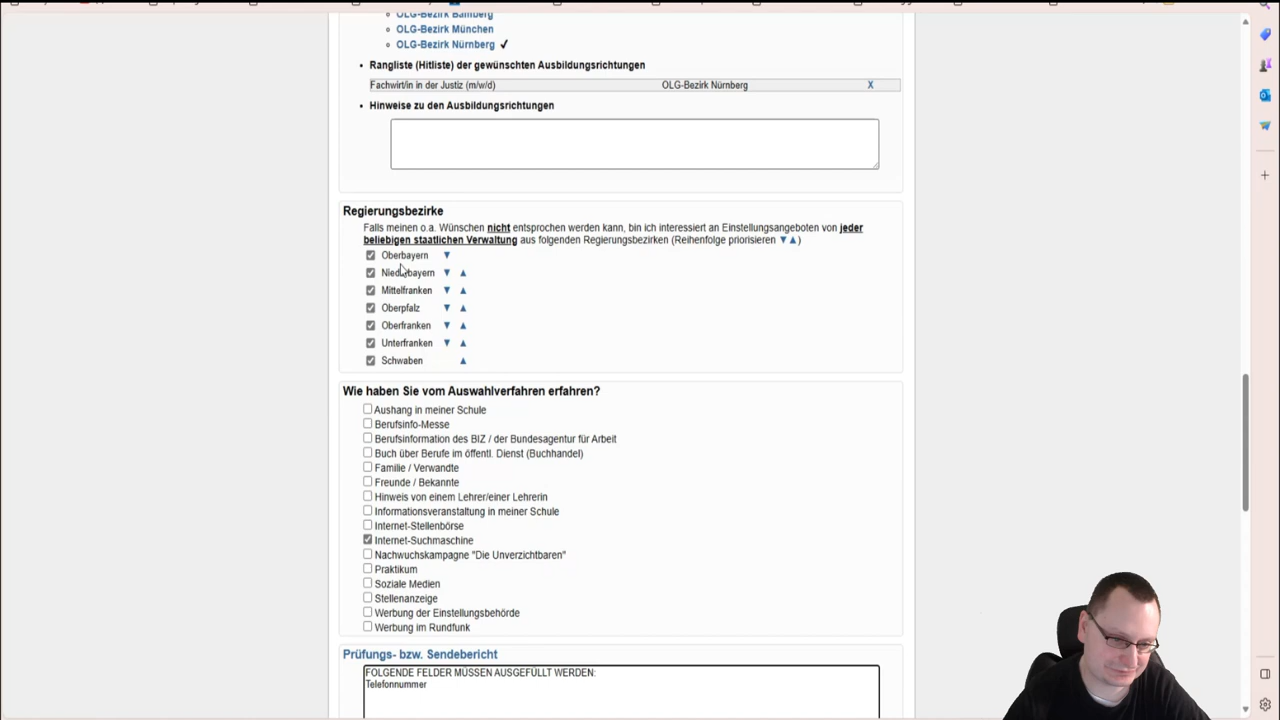 OLG-Bezirk Bamberg
OLG-Bezirk München
OLG-Bezirk Nürnberg ✓
Rangliste (Hitliste) der gewünschten Ausbildungsrichtungen
Fachwirt/in in der Justiz (m/w/d) OLG-Bezirk Nürnberg X
Hinweise zu den Ausbildungsrichtungen
Regierungsbezirke
Falls meinen o.a. Wünschen nicht entsprochen werden kann, bin ich interessiert an Einstellungsangeboten von jeder
beliebigen staatlichen Verwaltung aus folgenden Regierungsbezirken (Reihenfolge priorisieren ▼▲)
Oberbayern ▼
Niederbayern ▼ ▲
Mittelfranken ▼ ▲
Oberpfalz ▼ ▲
Oberfranken ▼ ▲
Unterfranken ▼ ▲
Schwaben ▲
Wie haben Sie vom Auswahlverfahren erfahren?
Aushang in meiner Schule
Berufsinfo-Messe
Berufsinformation des BIZ / der Bundesagentur für Arbeit
Buch über Berufe im öffentl. Dienst (Buchhandel)
Familie / Verwandte
Freunde / Bekannte
Hinweis von einem Lehrer/einer Lehrerin
Informationsveranstaltung in meiner Schule
Internet-Stellenbörse
Internet-Suchmaschine
Nachwuchskampagne "Die Unverzichtbaren"
Praktikum
Soziale Medien
Stellenanzeige
Werbung der Einstellungsbehörde
Werbung im Rundfunk
Prüfungs- bzw. Sendebericht
FOLGENDE FELDER MÜSSEN AUSGEFÜLLT WERDEN:
Telefonnummer